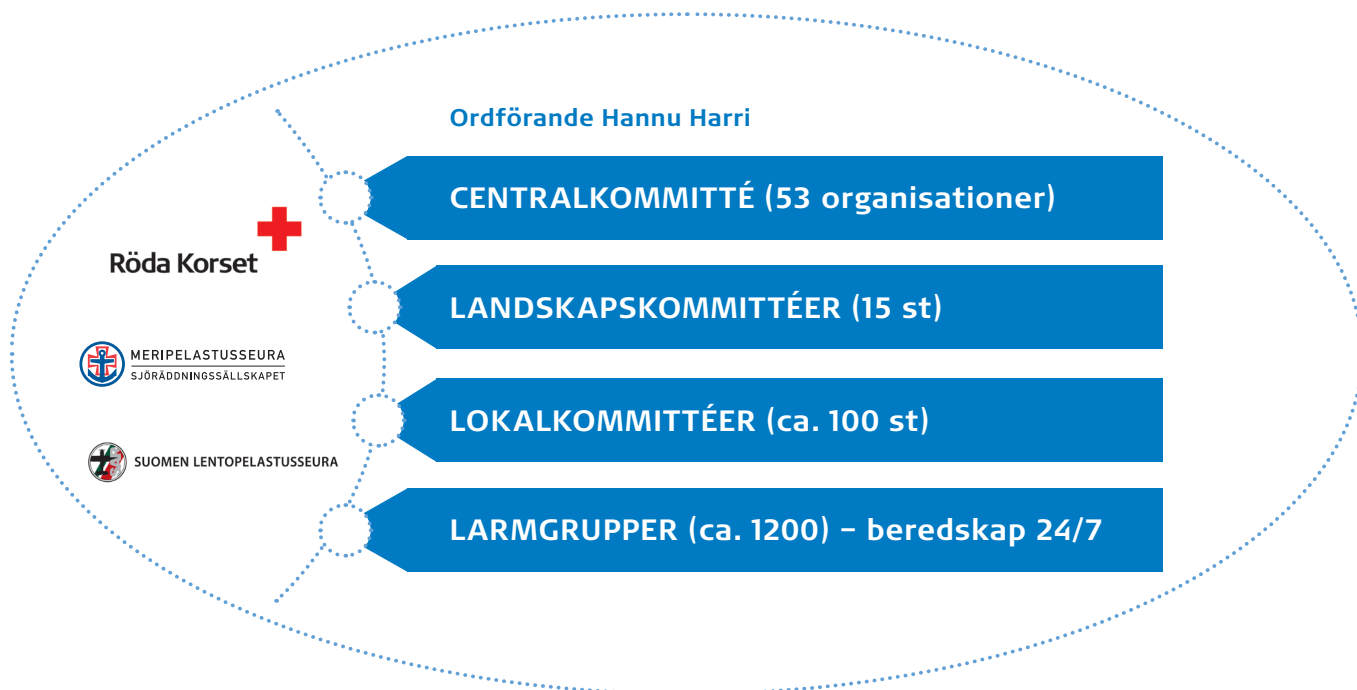 Ordförande Hannu Harri
CENTRALKOMMITTÉ (53 organisationer)
Röda Korset
LANDSKAPSKOMMITTÉER (15 st)
MERIPELASTUSSEURA
SJÖRÄDDNINGSSÄLLSKAPET
LOKALKOMMITTÉER (ca. 100 st)
SUOMEN LENTOPELASTUSSEURA
LARMGRUPPER (ca. 1200) – beredskap 24/7